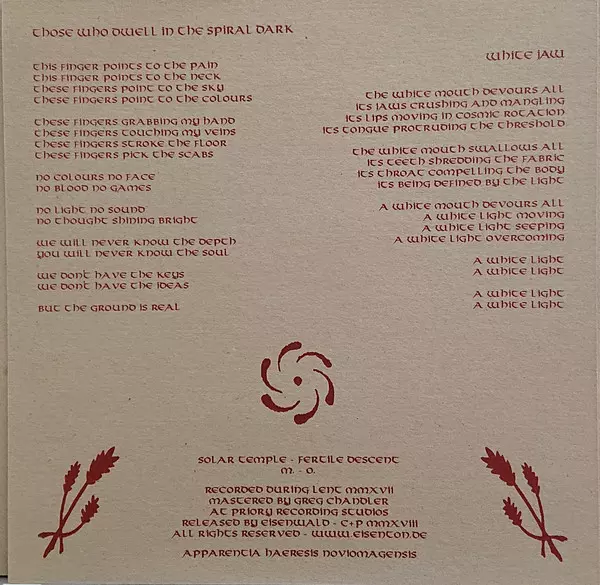 THOSE WHO DWELL IN THE SPIRAL DARK
THIS FINGER POINTS TO THE PAIN
THIS FINGER POINTS TO THE NECK
THESE FINGERS POINT TO THE SKY
THESE FINGERS POINT TO THE COLOURS
THESE FINGERS GRABBING MY HAND
THESE FINGERS TOUCHING MY VEINS
THESE FINGERS STROKE THE FLOOR
THESE FINGERS PICK THE SCABS
NO COLOURS NO FACE
NO BLOOD NO GAMES
NO LIGHT NO SOUND
NO THOUGHT SHINING BRIGHT
WE WILL NEVER KNOW THE DEPTH
YOU WILL NEVER KNOW THE SOUL
WE DON'T HAVE THE KEYS
WE DON'T HAVE THE IDEAS
BUT THE GROUND IS REAL
WHITE JAW
THE WHITE MOUTH DEVOURS ALL
ITS JAWS CRUSHING AND MANGLING
ITS LIPS MOVING IN COSMIC ROTATION
ITS TONGUE PROTRUDING THE THRESHOLD
THE WHITE MOUTH SWALLOWS ALL
ITS TEETH SHREDDING THE FABRIC
ITS THROAT COMPELLING THE BODY
ITS BEING DEFINED BY THE LIGHT
A WHITE MOUTH DEVOURS ALL
A WHITE LIGHT MOVING
A WHITE LIGHT SEEPING
A WHITE LIGHT OVERCOMING
A WHITE LIGHT
A WHITE LIGHT
A WHITE LIGHT
A WHITE LIGHT
SOLAR TEMPLE - FERTILE DESCENT
M. - O.
RECORDED DURING LENT MMXVII
MASTERED BY GREG CHANDLER
AT PRIORY RECORDING STUDIOS
RELEASED BY EISENWALD - C+P MMXVIII
ALL RIGHTS RESERVED - WWW.EISENTON.DE
APPARENTIA HAERESIS NOVIOMAGENSIS